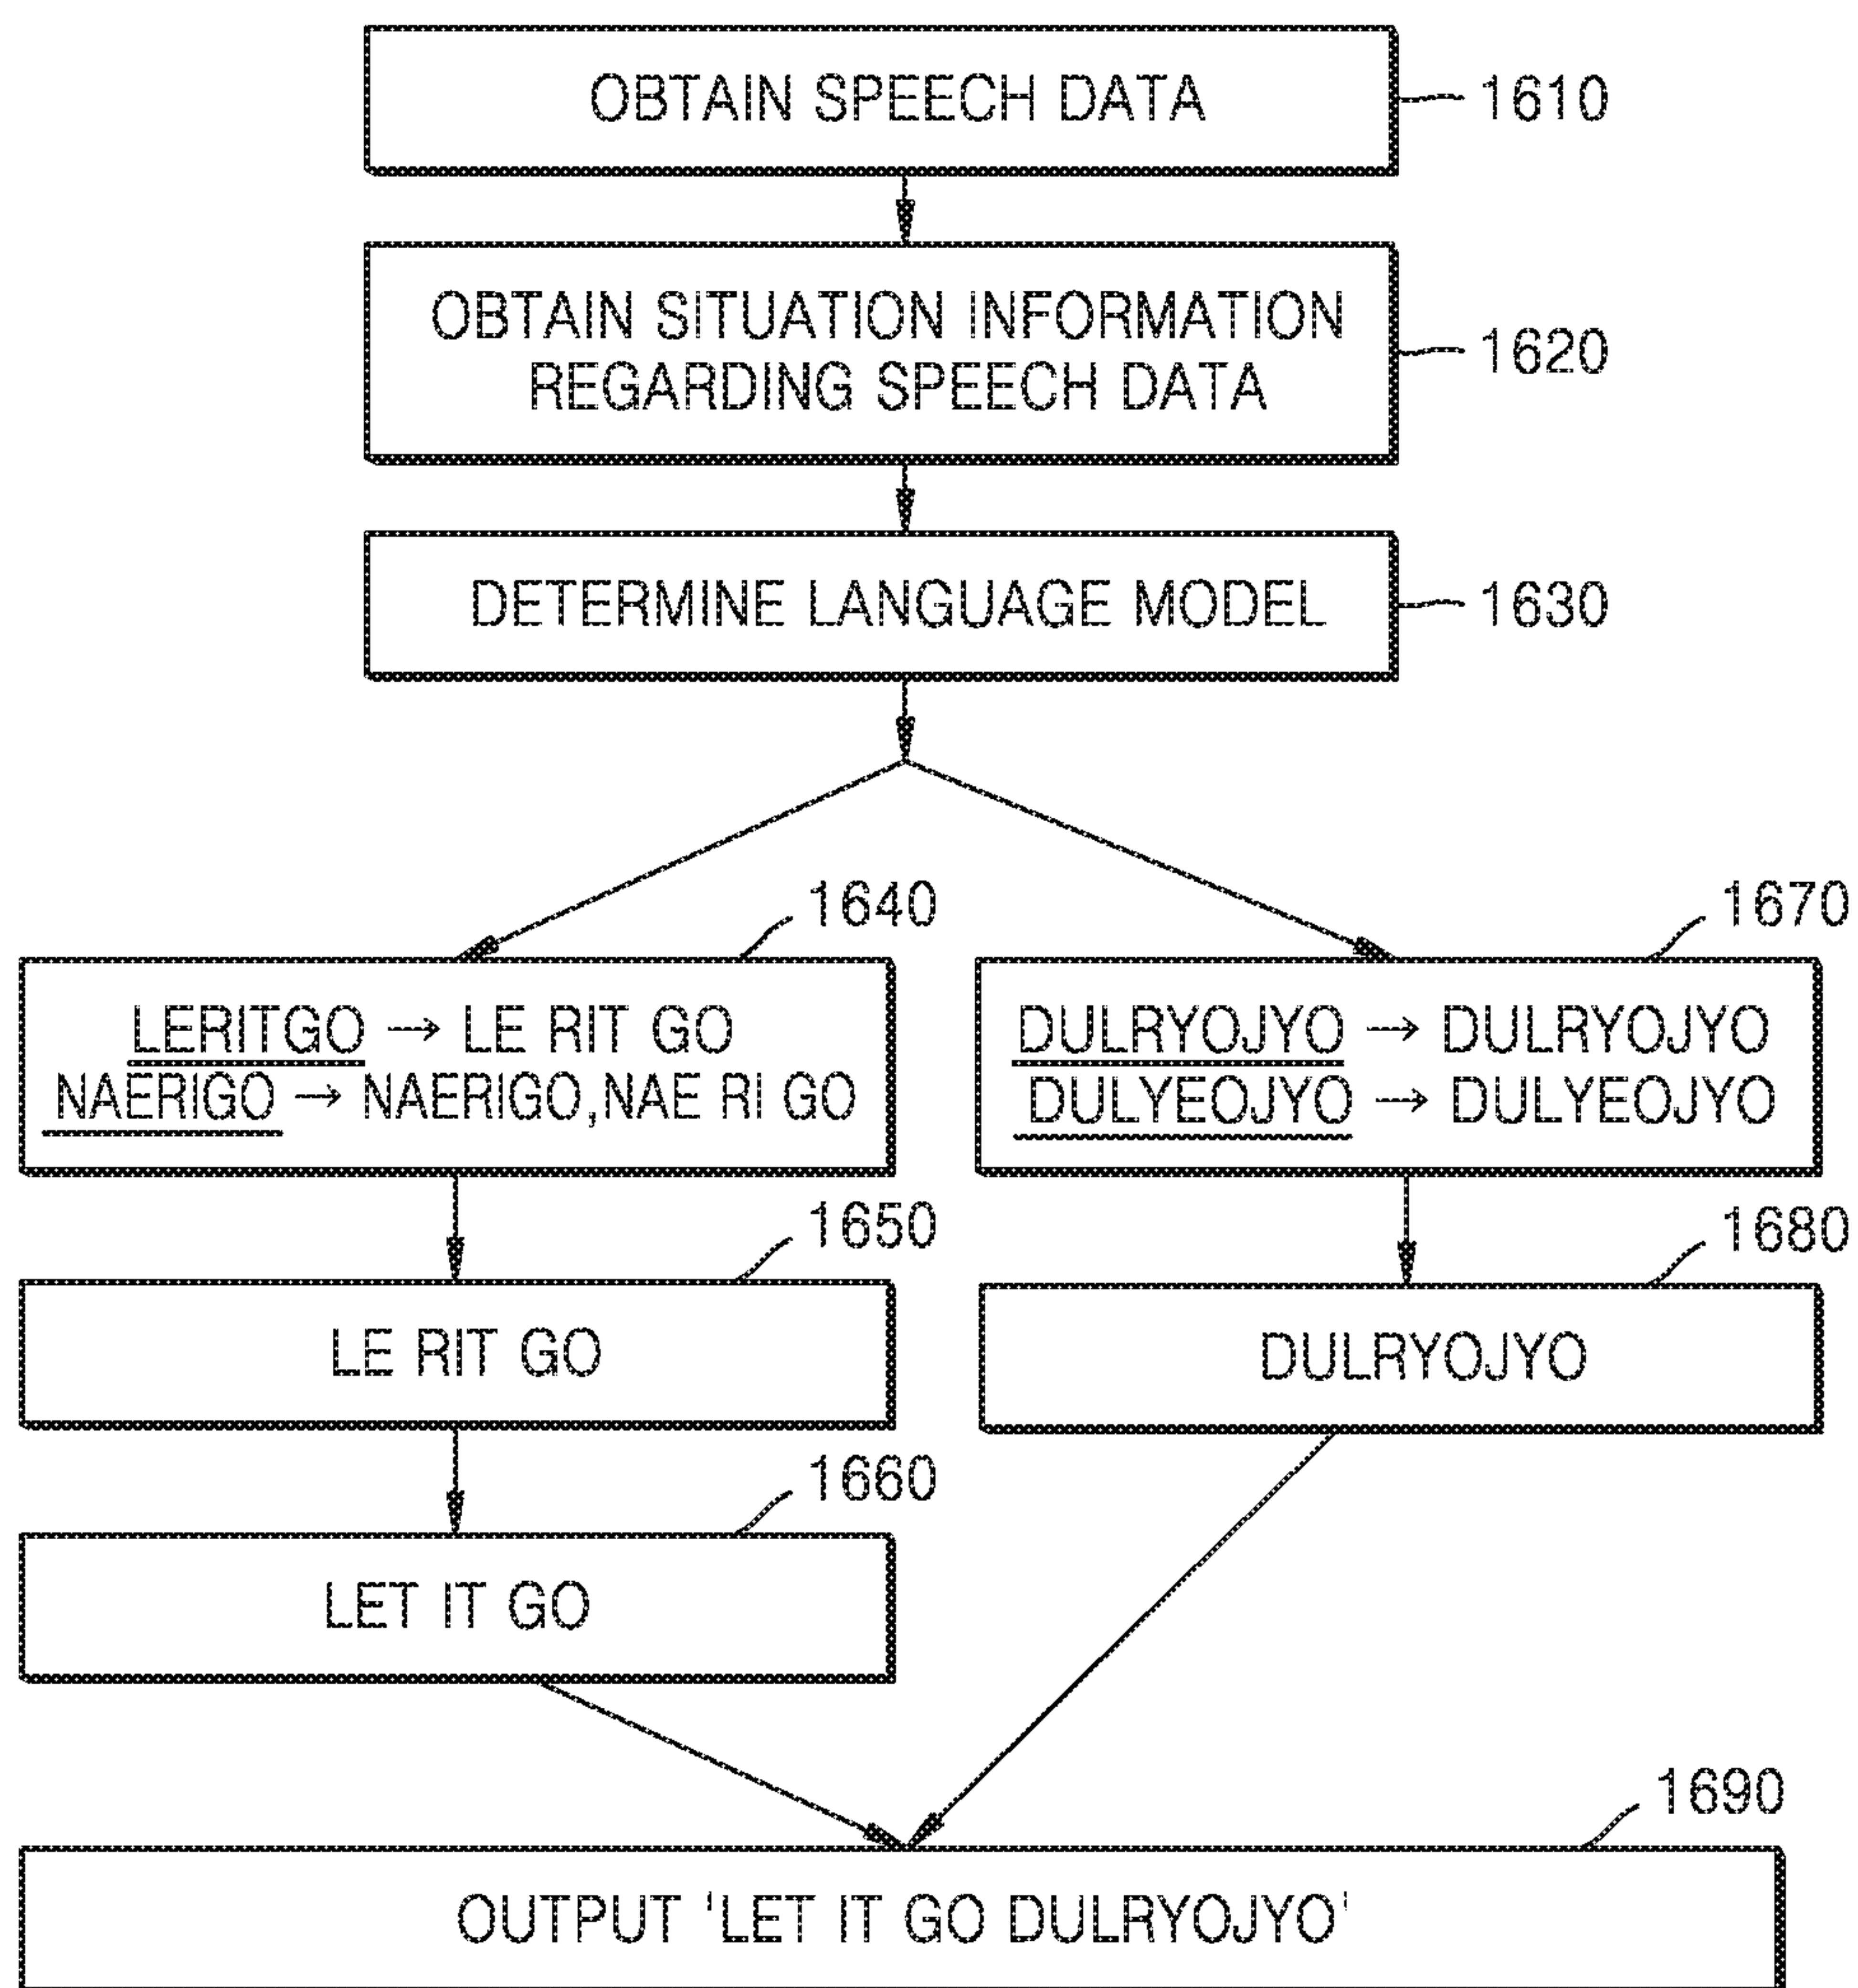 OBTAIN SPEECH DATA
1610
OBTAIN SITUATION INFORMATION
REGARDING SPEECH DATA
1620
DETERMINE LANGUAGE MODEL
1630
1640
LERITGO → LE RIT GO
NAERIGO → NAERIGO,NAE RI GO
1670
DULRYOJYO → DULRYOJYO
DULYEOJYO → DULYEOJYO
1650
LE RIT GO
1680
DULRYOJYO
1660
LET IT GO
1690
OUTPUT 'LET IT GO DULRYOJYO'